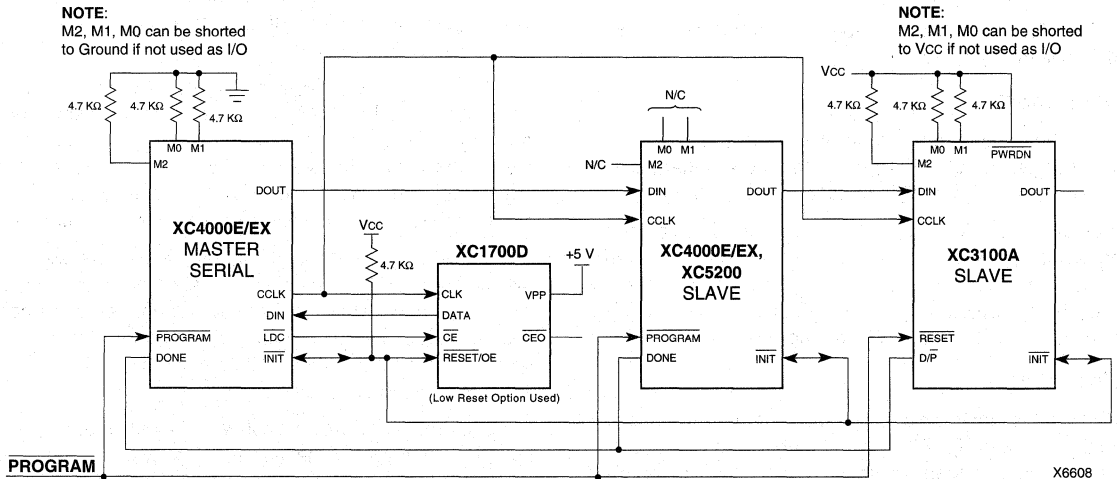 NOTE:
M2, M1, M0 can be shorted
to Ground if not used as I/O
NOTE:
M2, M1, M0 can be shorted
to VCC if not used as I/O
4.7 KΩ
4.7 KΩ
4.7 KΩ
M0 M1
M2
DOUT
XC4000E/EX
MASTER
SERIAL
CCLK
DIN
PROGRAM
LDC
DONE
INIT
VCC
4.7 KΩ
XC1700D
+5 V
CLK
VPP
DATA
CE
CEO
RESET/OE
(Low Reset Option Used)
N/C
M0 M1
N/C
M2
DIN
DOUT
CCLK
XC4000E/EX,
XC5200
SLAVE
PROGRAM
DONE
INIT
VCC
4.7 KΩ
4.7 KΩ
4.7 KΩ
M0 M1
PWRDN
M2
DIN
DOUT
CCLK
XC3100A
SLAVE
RESET
D/P
INIT
PROGRAM
X6608